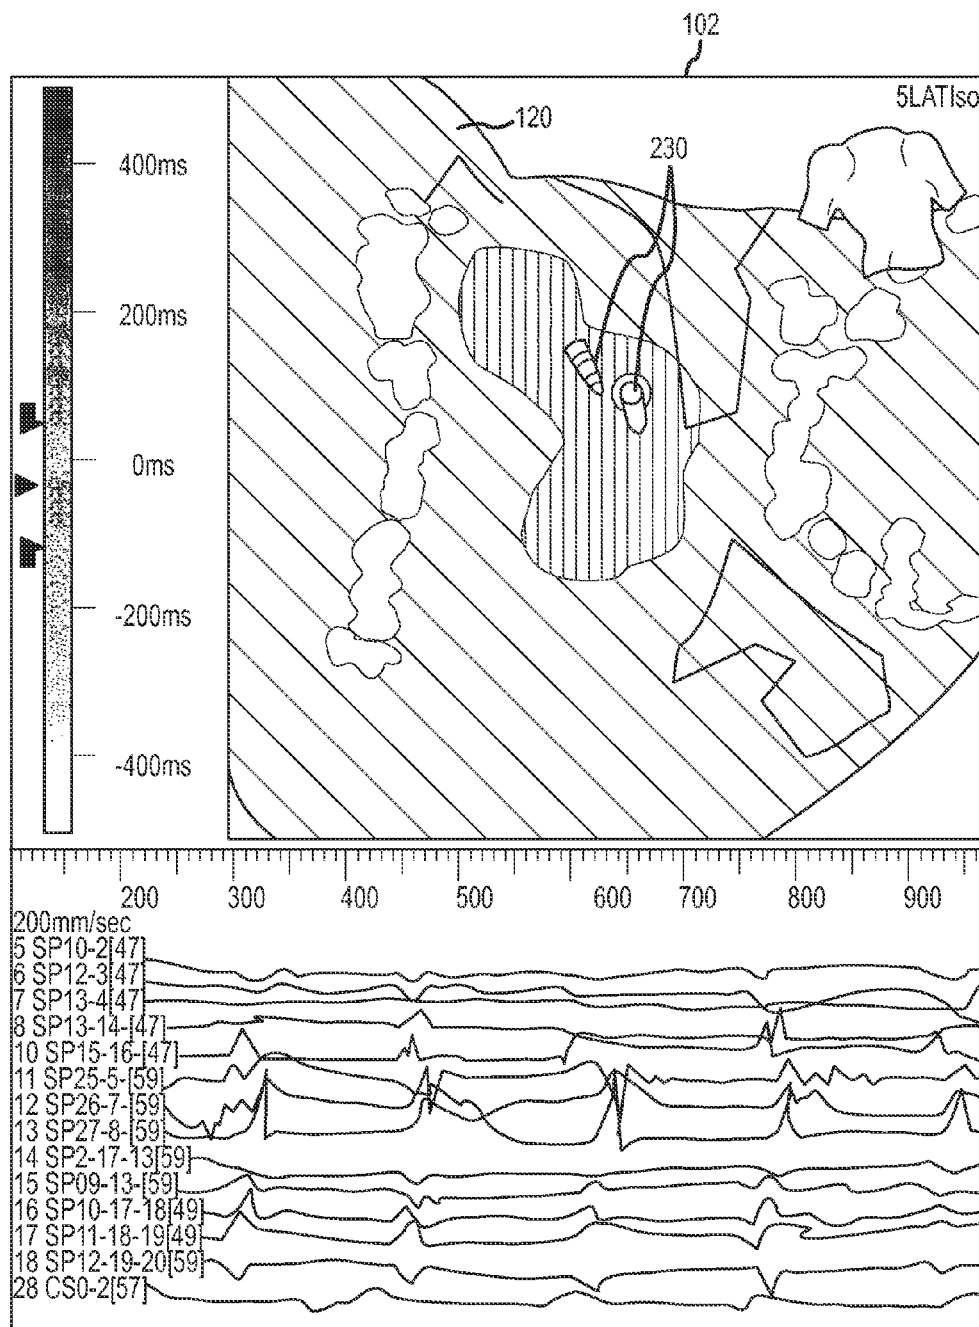 102
5LATIso
120
230
400ms
200ms
0ms
-200ms
-400ms
200 300 400 500 600 700 800 900
200mm/sec
5 SP10-2[47]
6 SP12-3[47
7 SP13-4[47
8 SP13-14-[47]
10 SP15-16-[47]
11 SP25-5-[59]
12 SP26-7-[59]
13 SP27-8-[59]
14 SP2-17-13[59]
15 SP09-13-[59]
16 SP10-17-18[49]
17 SP11-18-19[49]
18 SP12-19-20[59]
28 CS0-2[57]